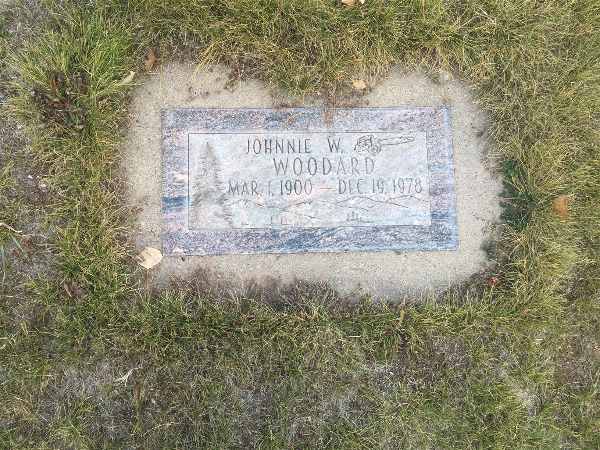 JOHNNIE W.
WOODARD
MAR. 1, 1900 — DEC. 19, 1978